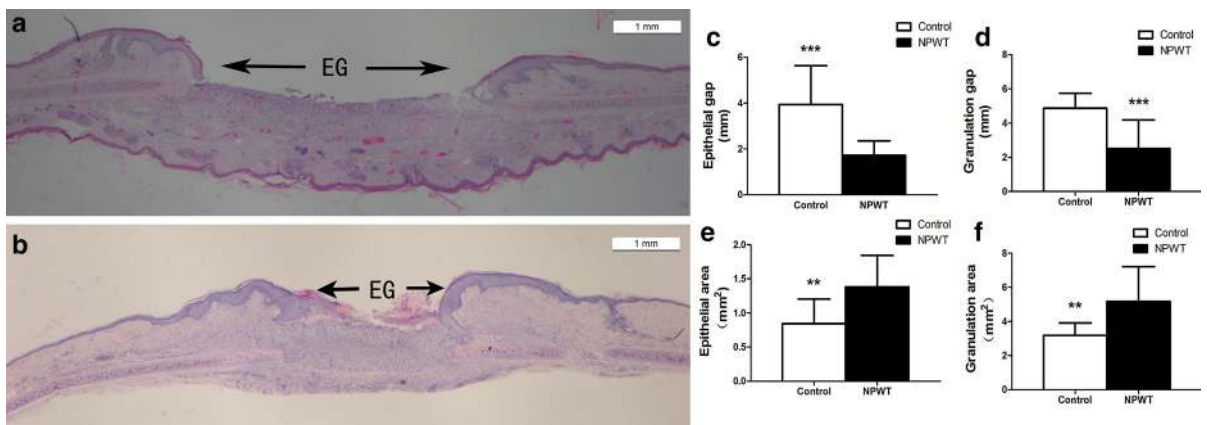 a
1 mm
EG
b
1 mm
EG
c
Control
NPWT
Epithelial gap
(mm)
6
4
2
0
***
Control
NPWT
d
Control
NPWT
Granulation gap
(mm)
8
6
4
2
0
***
Control
NPWT
e
Control
NPWT
Epithelial area
(mm²)
2.0
1.5
1.0
0.5
0.0
**
Control
NPWT
f
Control
NPWT
Granulation area
(mm²)
8
6
4
2
0
**
Control
NPWT